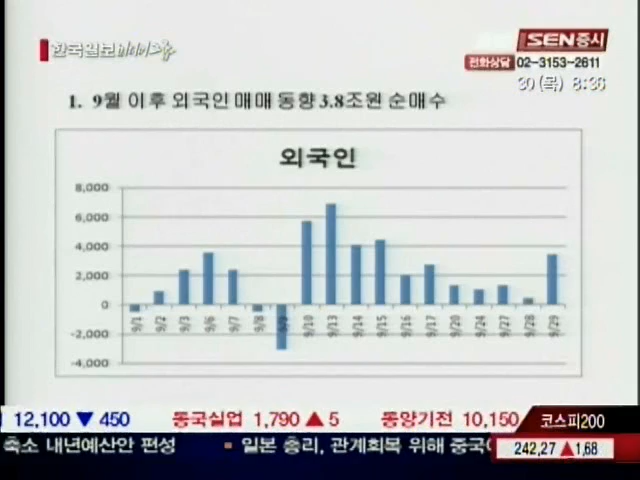 한국일보
SEN증시
전화상담 02-3153-2611
30(목) 8:36
1. 9월 이후 외국인 매매 동향 3.8조원 순매수
외국인
8,000
6,000
4,000
2,000
0
-2,000
-4,000
9/1 9/2 9/3 9/6 9/7 9/8 9/9 9/10 9/13 9/14 9/15 9/16 9/17 9/20 9/24 9/27 9/28 9/29
12,100 ▼ 450 동국실업 1,790 ▲ 5 동양기전 10,150 코스피200
축소 내년예산안 편성 일본 총리, 관계회복 위해 중국 242.27 ▲ 1.68